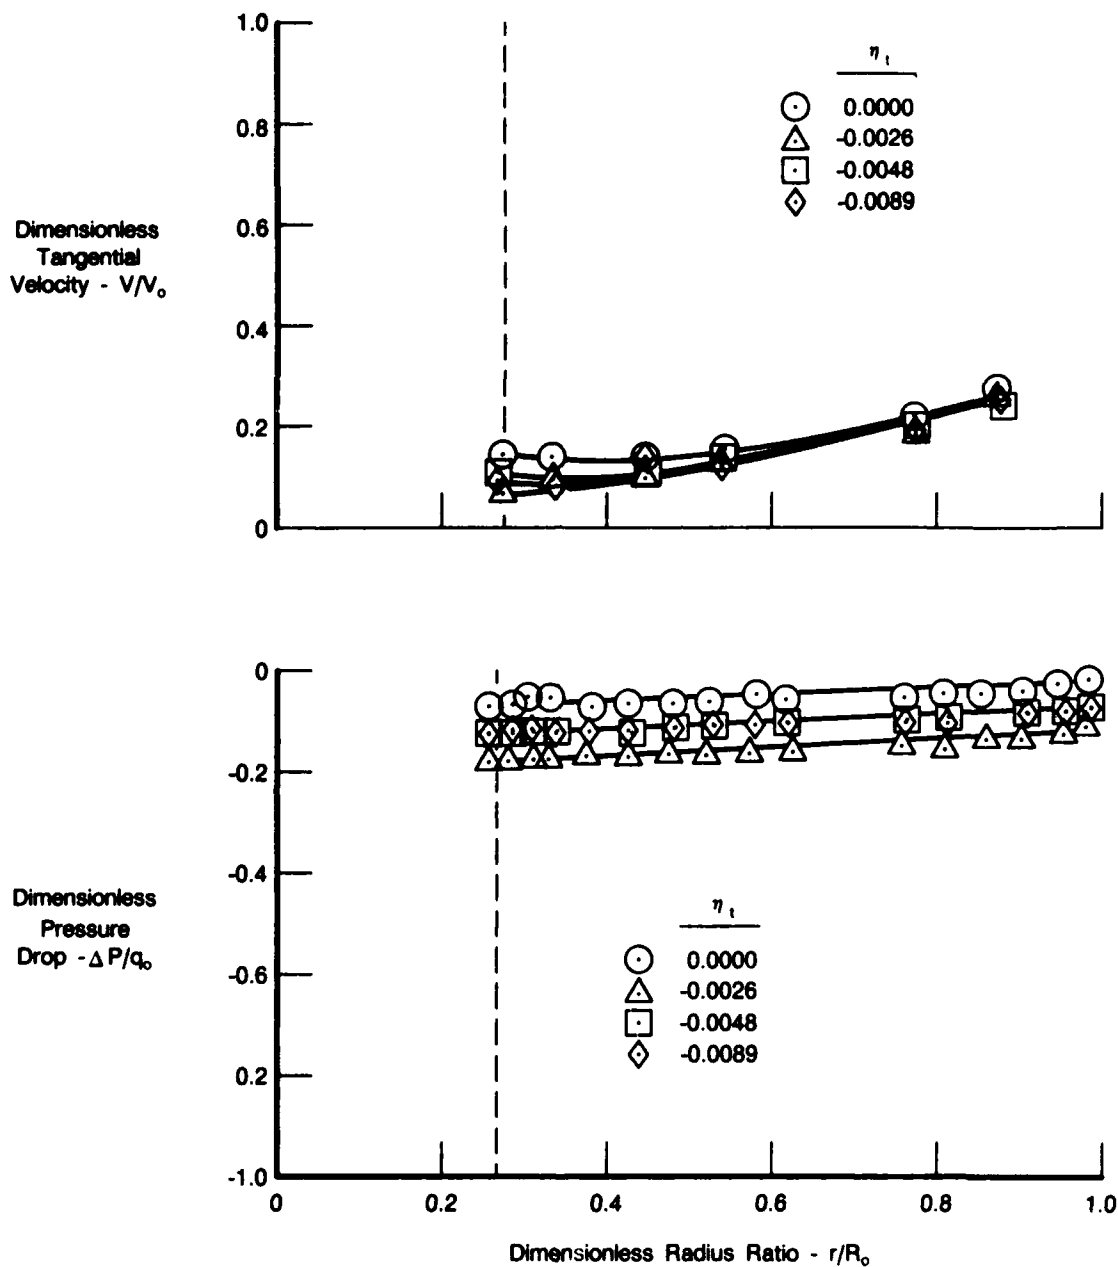 1.0
0.8
0.6
0.4
0.2
0
Dimensionless
Tangential
Velocity - V/Vₒ
η ₜ
0.0000
-0.0026
-0.0048
-0.0089
0
-0.2
-0.4
-0.6
0.2
-1.0
Dimensionless
Pressure
Drop - Δ P/qₒ
η ₜ
0.0000
-0.0026
-0.0048
-0.0089
0 0.2 0.4 0.6 0.8 1.0
Dimensionless Radius Ratio - r/Rₒ